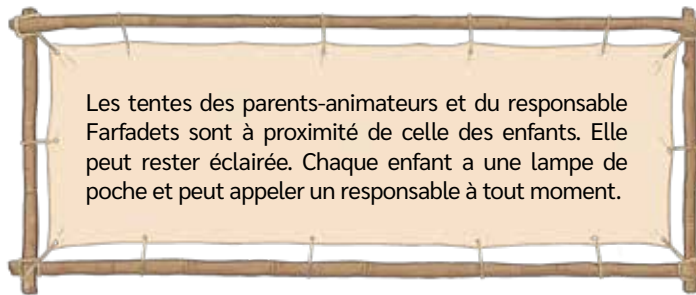 Les tentes des parents-animateurs et du responsable
Farfadets sont à proximité de celle des enfants. Elle
peut rester éclairée. Chaque enfant a une lampe de
poche et peut appeler un responsable à tout moment.